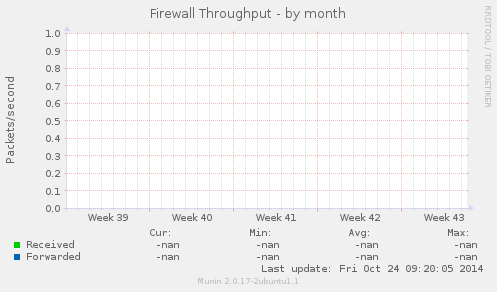 Firewall Throughput - by month
RRDTOOL / TOBI OETIKER
Packets/second
1.0
0.9
0.8
0.7
0.6
0.5
0.4
0.3
0.2
0.1
0.0
Week 39 Week 40 Week 41 Week 42 Week 43
Cur: Min: Avg: Max:
Received -nan -nan -nan -nan
Forwarded -nan -nan -nan -nan
Last update: Fri Oct 24 09:20:05 2014
Munin 2.0.17-2ubuntu1.1